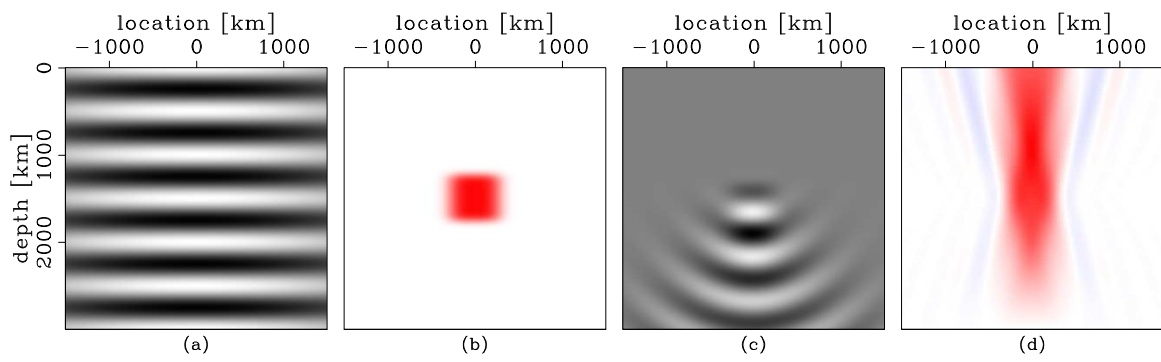 location [km] location [km] location [km] location [km]
−1000 0 1000 −1000 0 1000 −1000 0 1000 −1000 0 1000
depth [km]
0
1000
2000
(a) (b) (c) (d)